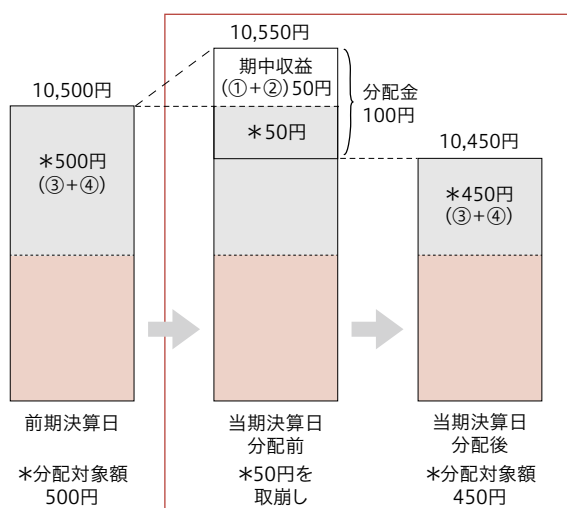 10,550円
期中収益
(①+②)50円
分配金
100円
10,500円
＊50円
10,450円
＊500円
(③+④)
＊450円
(③+④)
前期決算日
当期決算日
分配前
当期決算日
分配後
＊分配対象額
500円
＊50円を
取崩し
＊分配対象額
450円